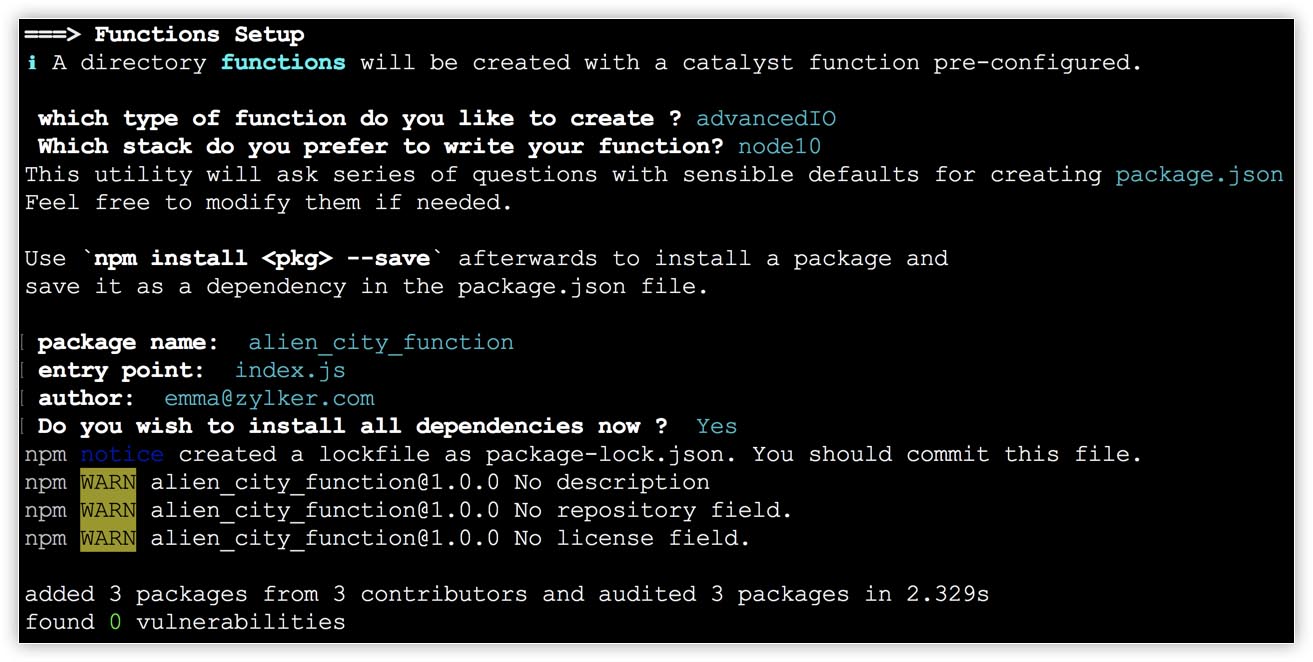 ===> Functions Setup
i A directory functions will be created with a catalyst function pre-configured.
which type of function do you like to create ? advancedIO
Which stack do you prefer to write your function? node10
This utility will ask series of questions with sensible defaults for creating package.json
Feel free to modify them if needed.
Use `npm install <pkg> --save` afterwards to install a package and
save it as a dependency in the package.json file.
package name:  alien_city_function
entry point:  index.js
author:  emma@zylker.com
Do you wish to install all dependencies now ?  Yes
npm notice created a lockfile as package-lock.json. You should commit this file.
npm WARN alien_city_function@1.0.0 No description
npm WARN alien_city_function@1.0.0 No repository field.
npm WARN alien_city_function@1.0.0 No license field.
added 3 packages from 3 contributors and audited 3 packages in 2.329s
found 0 vulnerabilities